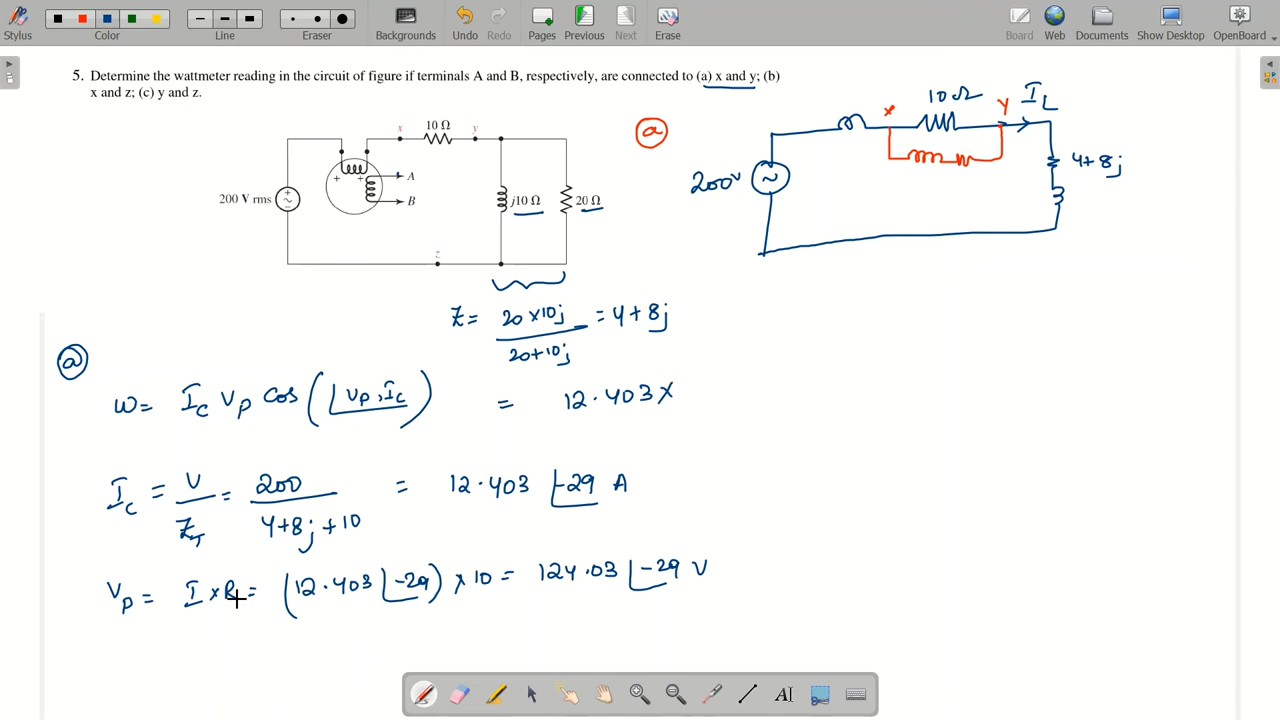 Stylus Color Line Eraser Backgrounds Undo Redo Pages Previous Next Erase Board Web Documents Show Desktop OpenBoard
5. Determine the wattmeter reading in the circuit of figure if terminals A and B, respectively, are connected to (a) x and y; (b)
x and z; (c) y and z.
x 10 Ω y
+ + A
B
200 V rms
+
−
j10 Ω 20 Ω
z
a
x 10Ω y I_L
200V ~
4+8j
Z = 20×10j / 20+10j = 4+8j
a
W = I_c V_p cos (∠V_p, I_c) = 12.403 ×
I_c = V / Z_T = 200 / 4+8j+10 = 12.403 ∠-29 A
V_p = I × R = (12.403 ∠-29) × 10 = 124.03 ∠-29 V
AI